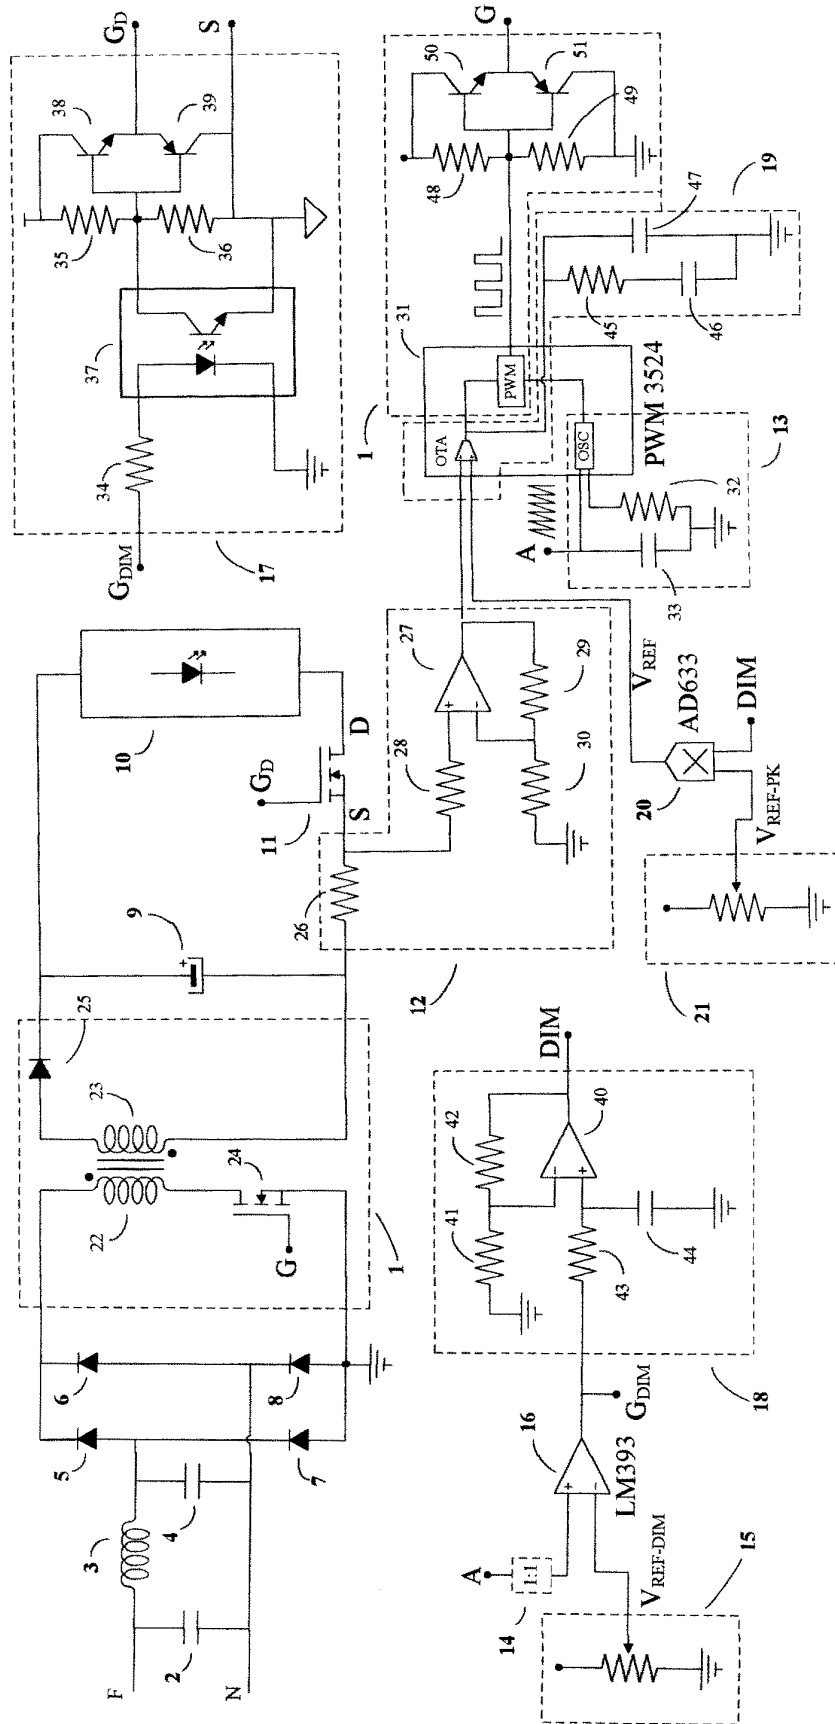 F
N
2
3
4
5
6
7
8
22
23
24
G
1
25
9
10
11
G_D
S
D
26
12
27
28
29
30
G_DIM
34
37
35
36
38
39
G_D
S
17
A
14
1:1
16
LM393
V_REF-DIM
15
G_DIM
18
41
42
43
44
40
DIM
21
V_REF-PK
20
AD633
DIM
V_REF
A
33
32
13
OSC
OTA
PWM
PWM 3524
31
1
45
46
47
19
48
49
50
51
G